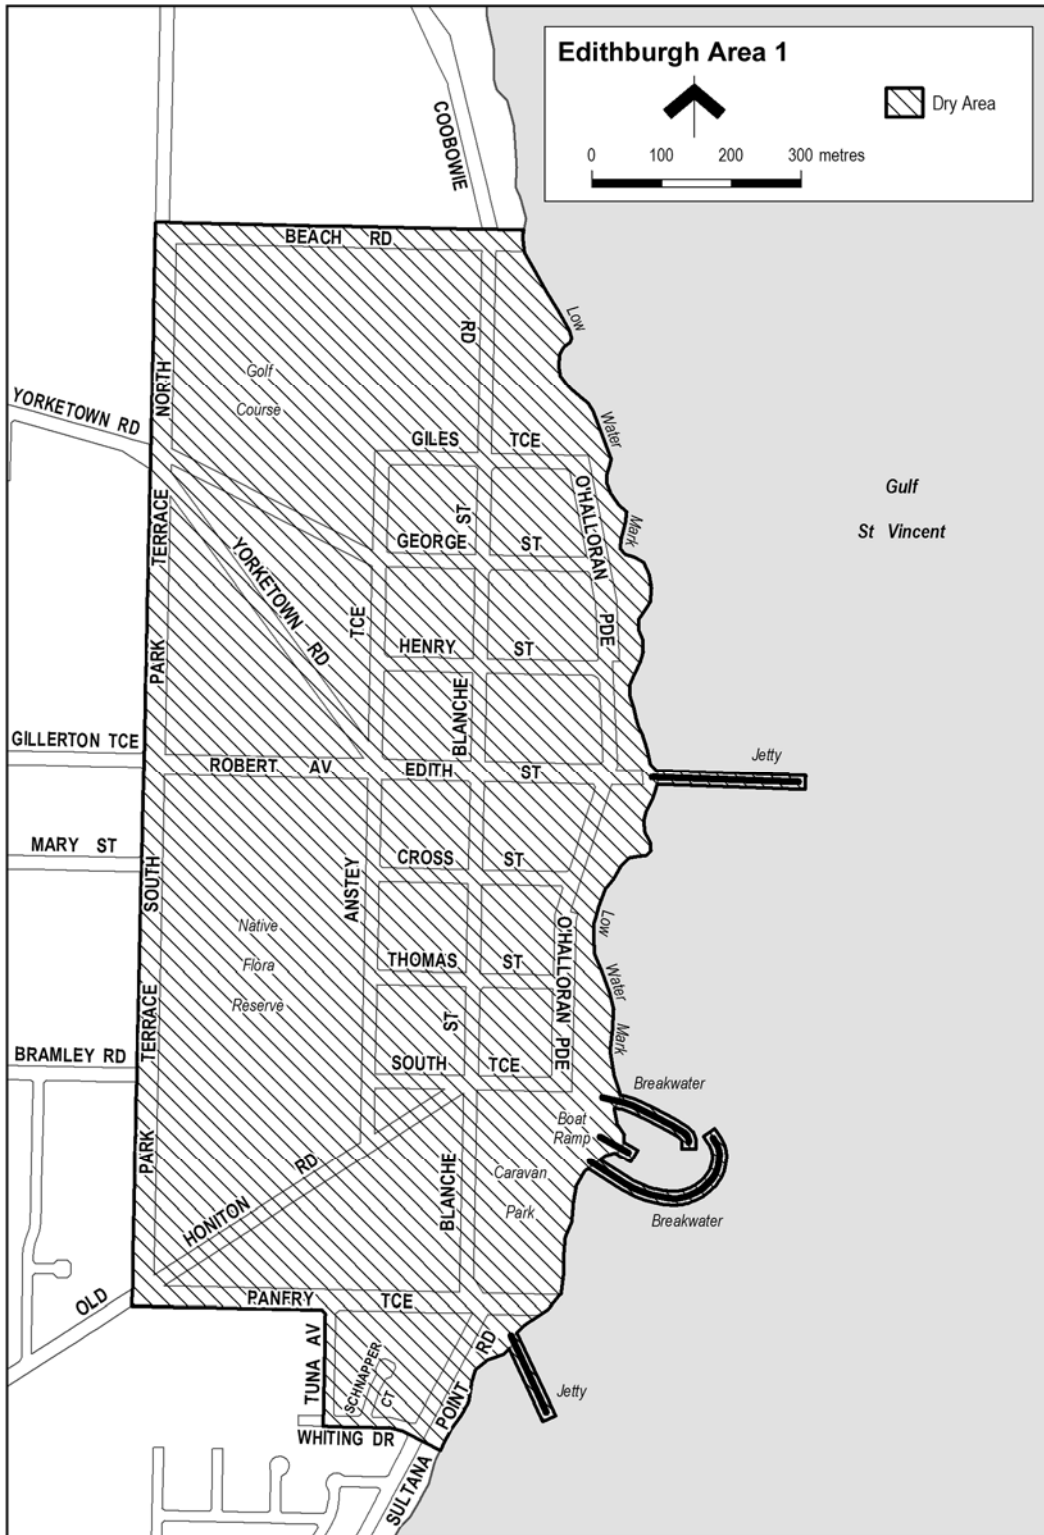 Edithburgh Area 1
Dry Area
0 100 200 300 metres
COOBOWIE
BEACH RD
RD
Low
Golf
Course
NORTH
YORKETOWN RD
Water
GILES TCE
Gulf
St Vincent
O'HALLORAN
PDE
TERRACE
ST
Mark
GEORGE ST
YORKETOWN RD
TCE
HENRY ST
PARK
BLANCHE
GILLERTON TCE
Jetty
ROBERT AV
EDITH ST
MARY ST
CROSS ST
SOUTH
ANSTEY
Native
Flora
Reserve
Low
Water
Mark
O'HALLORAN PDE
THOMAS ST
TERRACE
ST
BRAMLEY RD
SOUTH TCE
Breakwater
Boat
Ramp
PARK
Caravan
Park
HONITON RD
BLANCHE
Breakwater
OLD
PANFRY TCE
TUNA AV
SCHNAPPER
CT
POINT RD
Jetty
WHITING DR
SULTANA